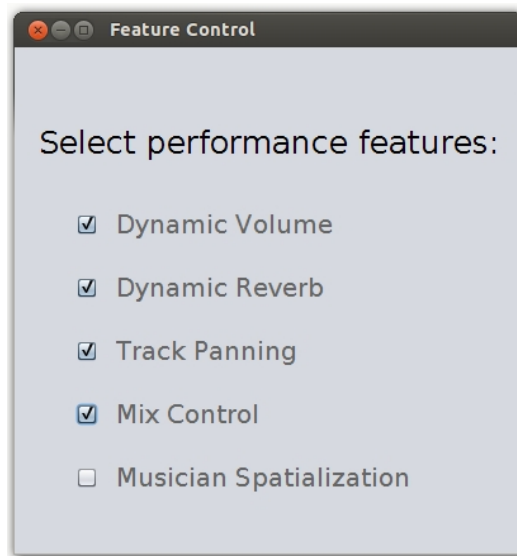 Feature Control
Select performance features:
Dynamic Volume
Dynamic Reverb
Track Panning
Mix Control
Musician Spatialization